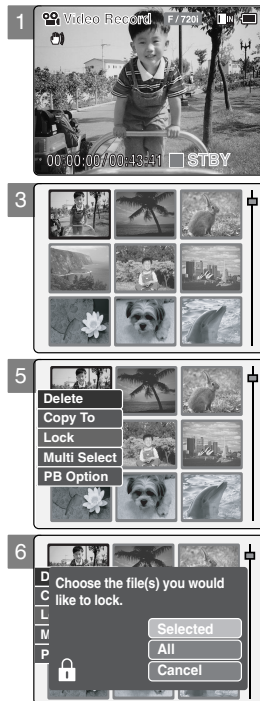 1
Video Record F / 720i IN
00:00:00/00:43:41 STBY
3
5
Delete
Copy To
Lock
Multi Select
PB Option
6
D
C
L
M
P
Choose the file(s) you would
like to lock.
Selected
All
Cancel